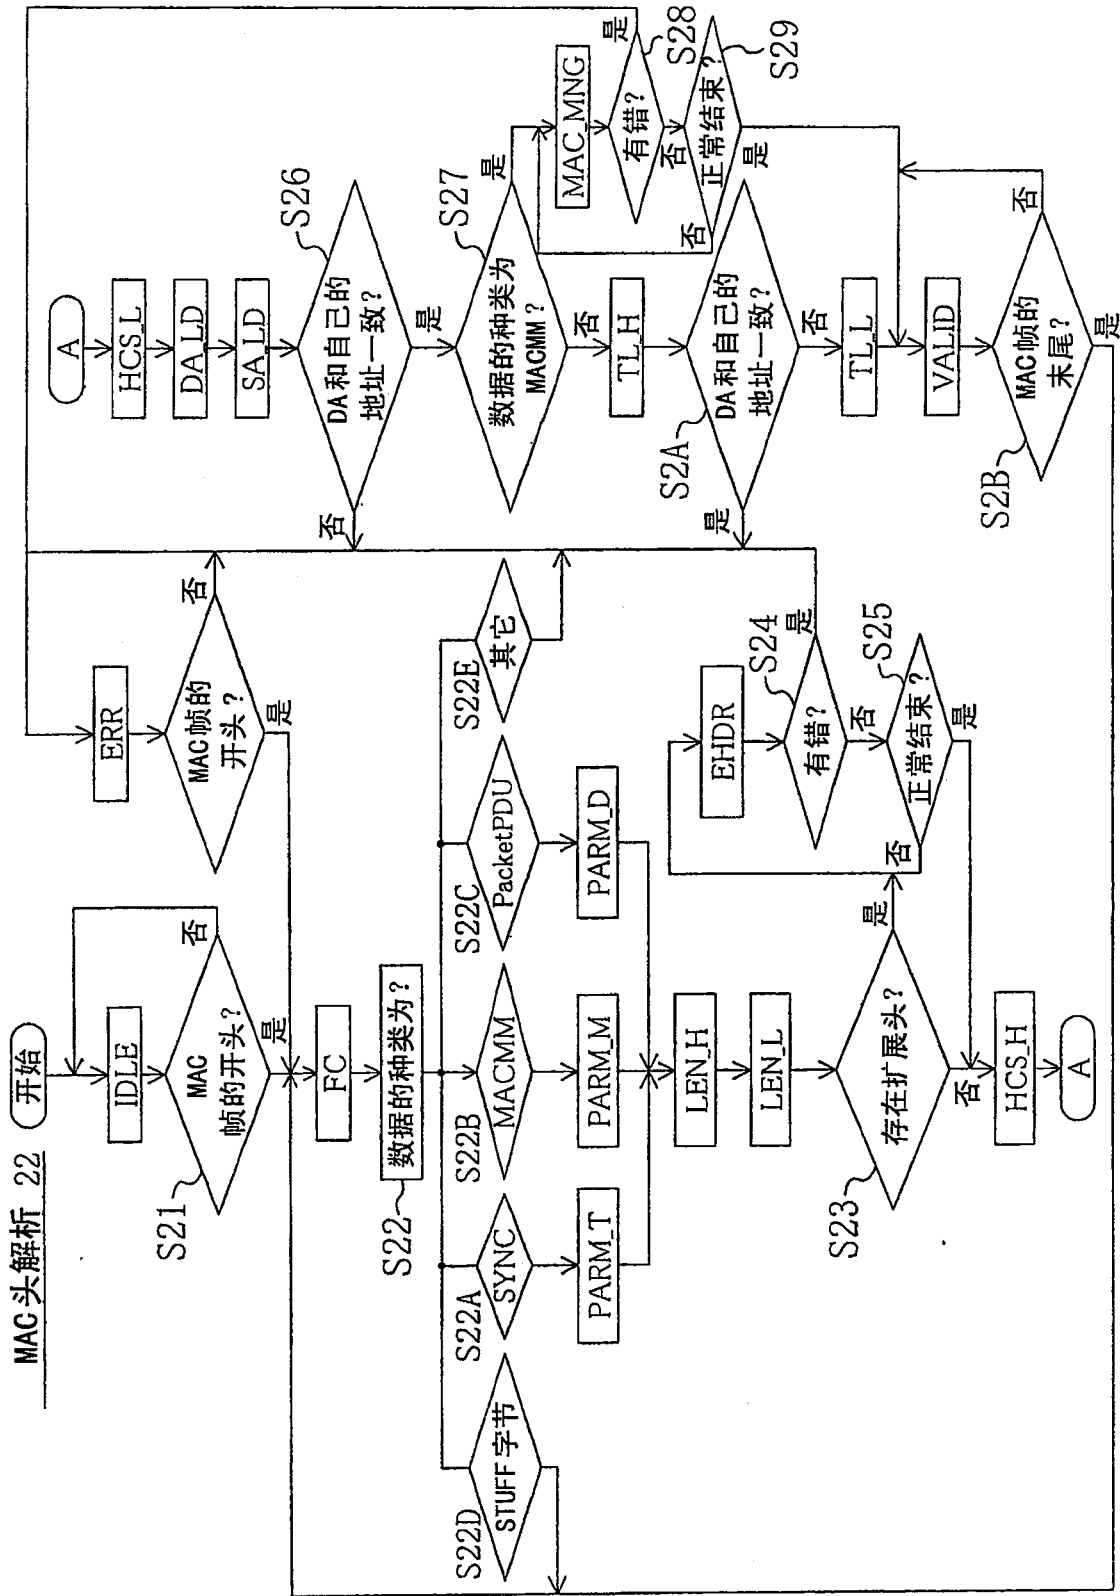 MAC头解析 22
开始
IDLE
MAC
帧的开头？
否
是
S21
FC
S22
数据的种类为？
S22D
STUFF 字节
S22A
SYNC
S22B
MACMM
S22C
PacketPDU
S22E
其它
PARM_T
PARM_M
PARM_D
LEN_H
LEN_L
S23
存在扩展头？
是
否
EHDR
S24
有错？
是
否
S25
正常结束？
否
是
HCS_H
A
ERR
MAC帧的
开头？
否
是
A
HCS_L
DA_LD
SA_LD
S26
DA和自己的
地址一致？
否
是
S27
数据的种类为
MACMM？
是
否
MAC_MNG
S28
有错？
是
否
S29
正常结束？
否
是
TL_H
S2A
DA和自己的
地址一致？
是
否
TL_L
VALID
S2B
MAC帧的
末尾？
否
是